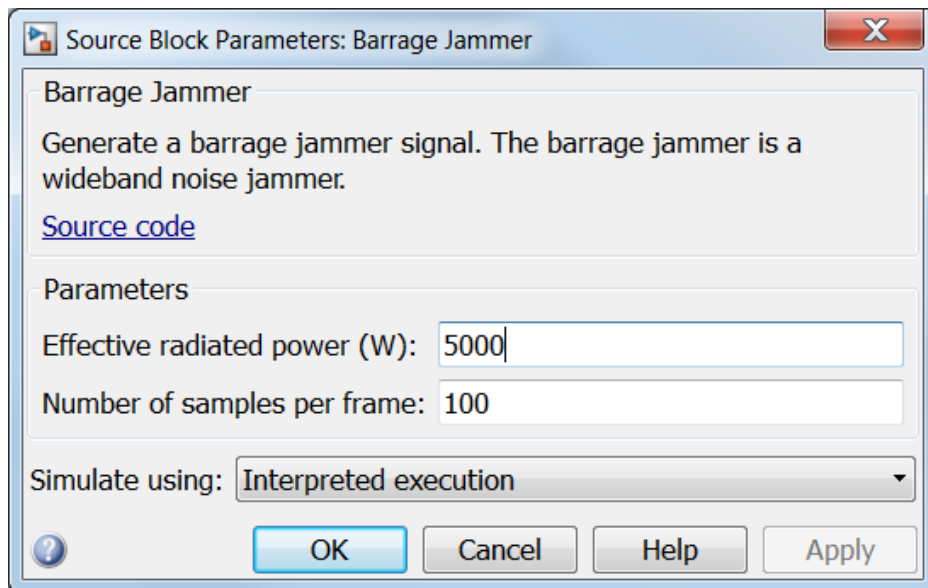 Source Block Parameters: Barrage Jammer
X
Barrage Jammer
Generate a barrage jammer signal. The barrage jammer is a
wideband noise jammer.
Source code
Parameters
Effective radiated power (W): 5000
Number of samples per frame: 100
Simulate using: Interpreted execution
? OK Cancel Help Apply